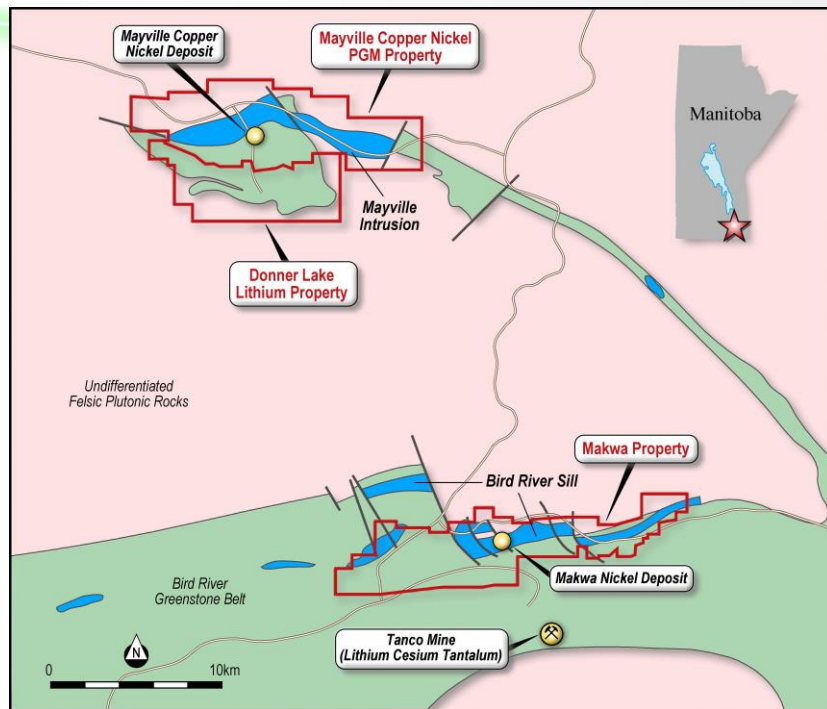 Mayville Copper
Nickel Deposit
Mayville Copper Nickel
PGM Property
Manitoba
Mayville
Intrusion
Donner Lake
Lithium Property
Undifferentiated
Felsic Plutonic Rocks
Makwa Property
Bird River Sill
Makwa Nickel Deposit
Bird River
Greenstone Belt
Tanco Mine
(Lithium Cesium Tantalum)
N
0
10km